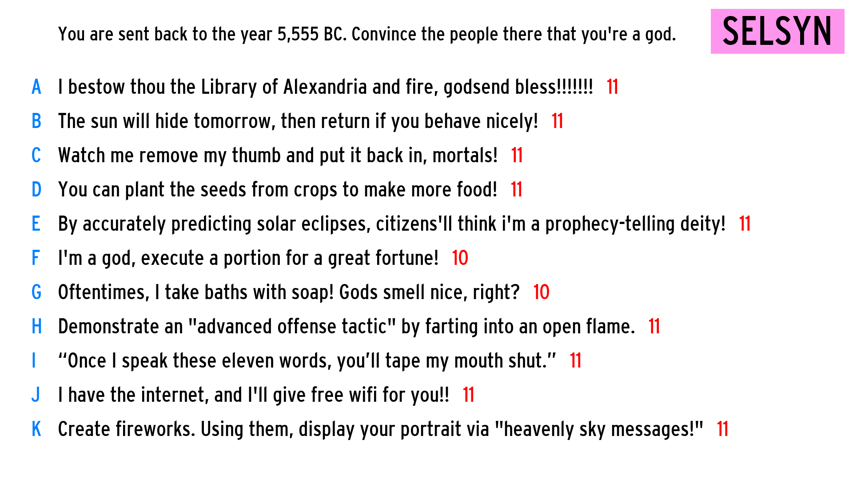 You are sent back to the year 5,555 BC. Convince the people there that you're a god.
SELSYN
A I bestow thou the Library of Alexandria and fire, godsend bless!!!!!!! 11
B The sun will hide tomorrow, then return if you behave nicely! 11
C Watch me remove my thumb and put it back in, mortals! 11
D You can plant the seeds from crops to make more food! 11
E By accurately predicting solar eclipses, citizens'll think i'm a prophecy-telling deity! 11
F I'm a god, execute a portion for a great fortune! 10
G Oftentimes, I take baths with soap! Gods smell nice, right? 10
H Demonstrate an "advanced offense tactic" by farting into an open flame. 11
I “Once I speak these eleven words, you’ll tape my mouth shut.” 11
J I have the internet, and I'll give free wifi for you!! 11
K Create fireworks. Using them, display your portrait via "heavenly sky messages!" 11